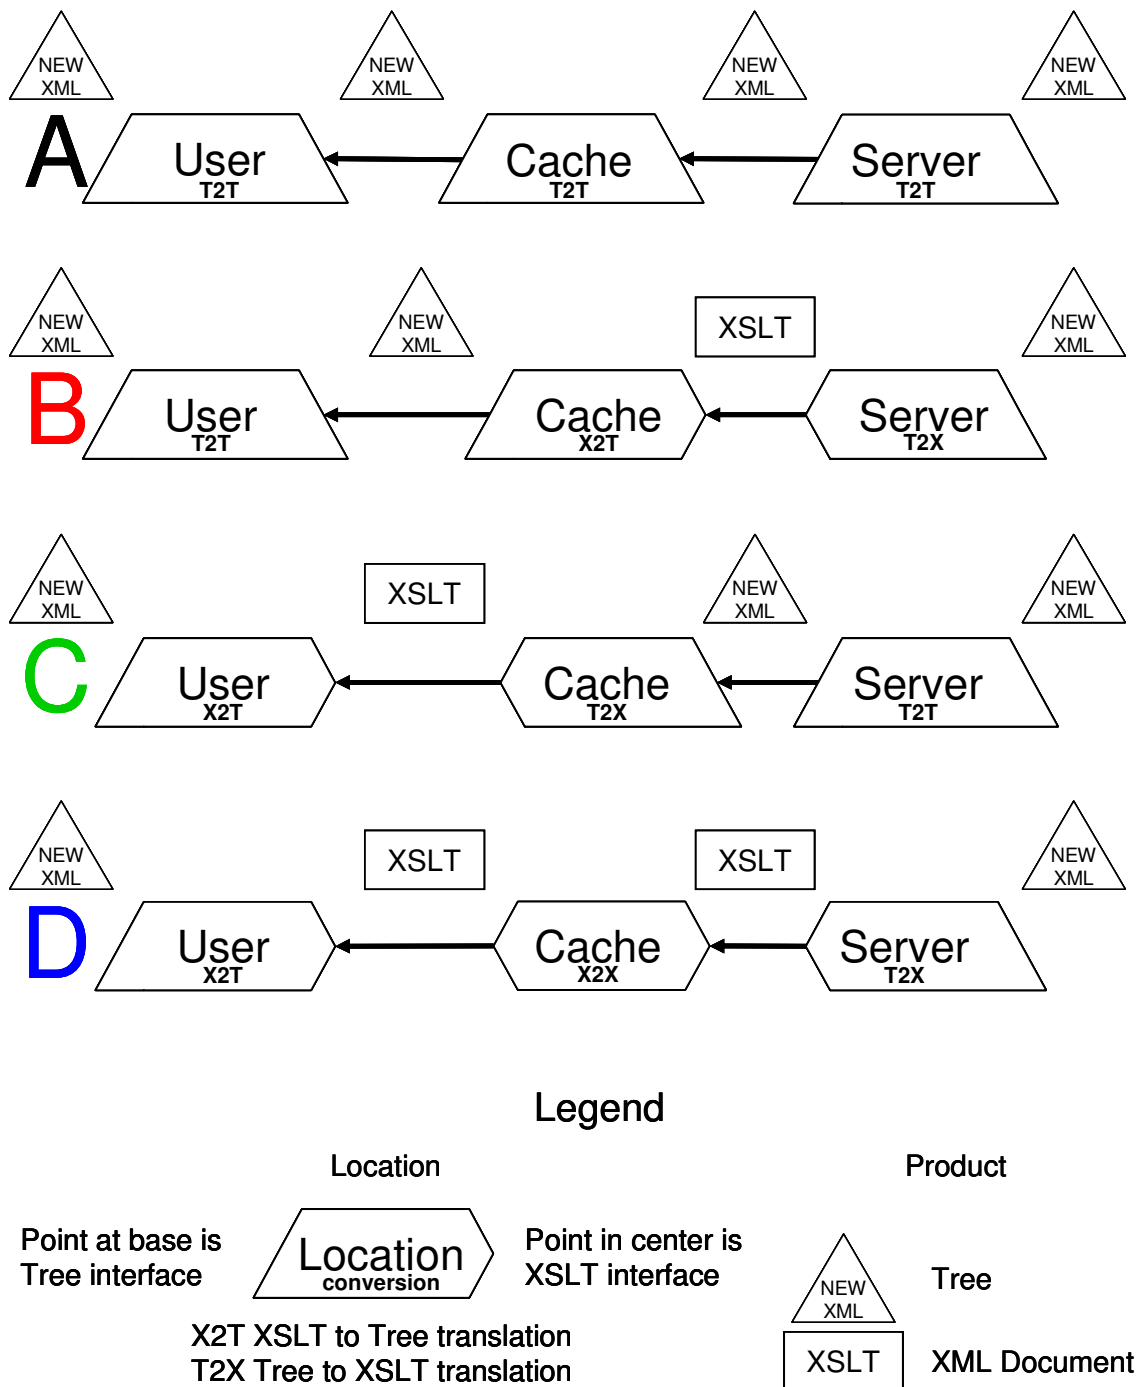 NEW
XML
NEW
XML
NEW
XML
NEW
XML
A
User
T2T
Cache
T2T
Server
T2T
NEW
XML
NEW
XML
XSLT
NEW
XML
B
User
T2T
Cache
X2T
Server
T2X
NEW
XML
XSLT
NEW
XML
NEW
XML
C
User
X2T
Cache
T2X
Server
T2T
NEW
XML
XSLT
XSLT
NEW
XML
D
User
X2T
Cache
X2X
Server
T2X
Legend
Location
Product
Point at base is
Tree interface
Location
conversion
Point in center is
XSLT interface
NEW
XML
Tree
X2T XSLT to Tree translation
T2X Tree to XSLT translation
XSLT
XML Document